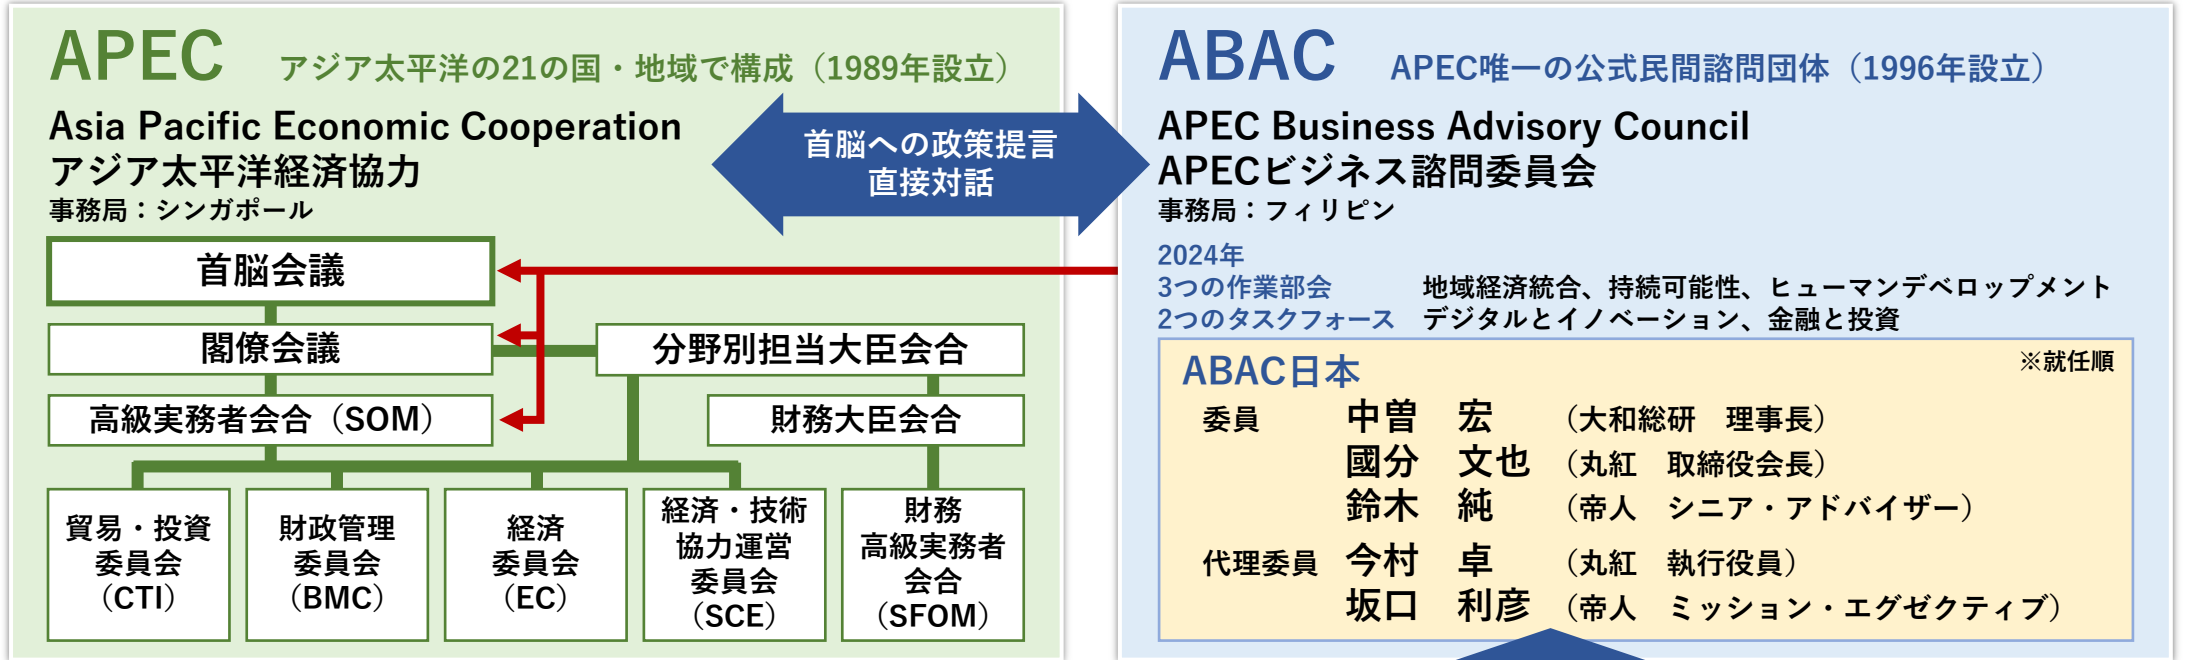 APEC アジア太平洋の21の国・地域で構成（1989年設立）
Asia Pacific Economic Cooperation
アジア太平洋経済協力
事務局：シンガポール
首脳への政策提言
直接対話
首脳会議
閣僚会議
分野別担当大臣会合
高級実務者会合（SOM）
財務大臣会合
貿易・投資
委員会
（CTI）
財政管理
委員会
（BMC）
経済
委員会
（EC）
経済・技術
協力運営
委員会
（SCE）
財務
高級実務者
会合
（SFOM）
ABAC APEC唯一の公式民間諮問団体（1996年設立）
APEC Business Advisory Council
APECビジネス諮問委員会
事務局：フィリピン
2024年
3つの作業部会 地域経済統合、持続可能性、ヒューマンデベロップメント
2つのタスクフォース デジタルとイノベーション、金融と投資
ABAC日本 ※就任順
委員 中曽 宏 （大和総研 理事長）
國分 文也 （丸紅 取締役会長）
鈴木 純 （帝人 シニア・アドバイザー）
代理委員 今村 卓 （丸紅 執行役員）
坂口 利彦 （帝人 ミッション・エグゼクティブ）